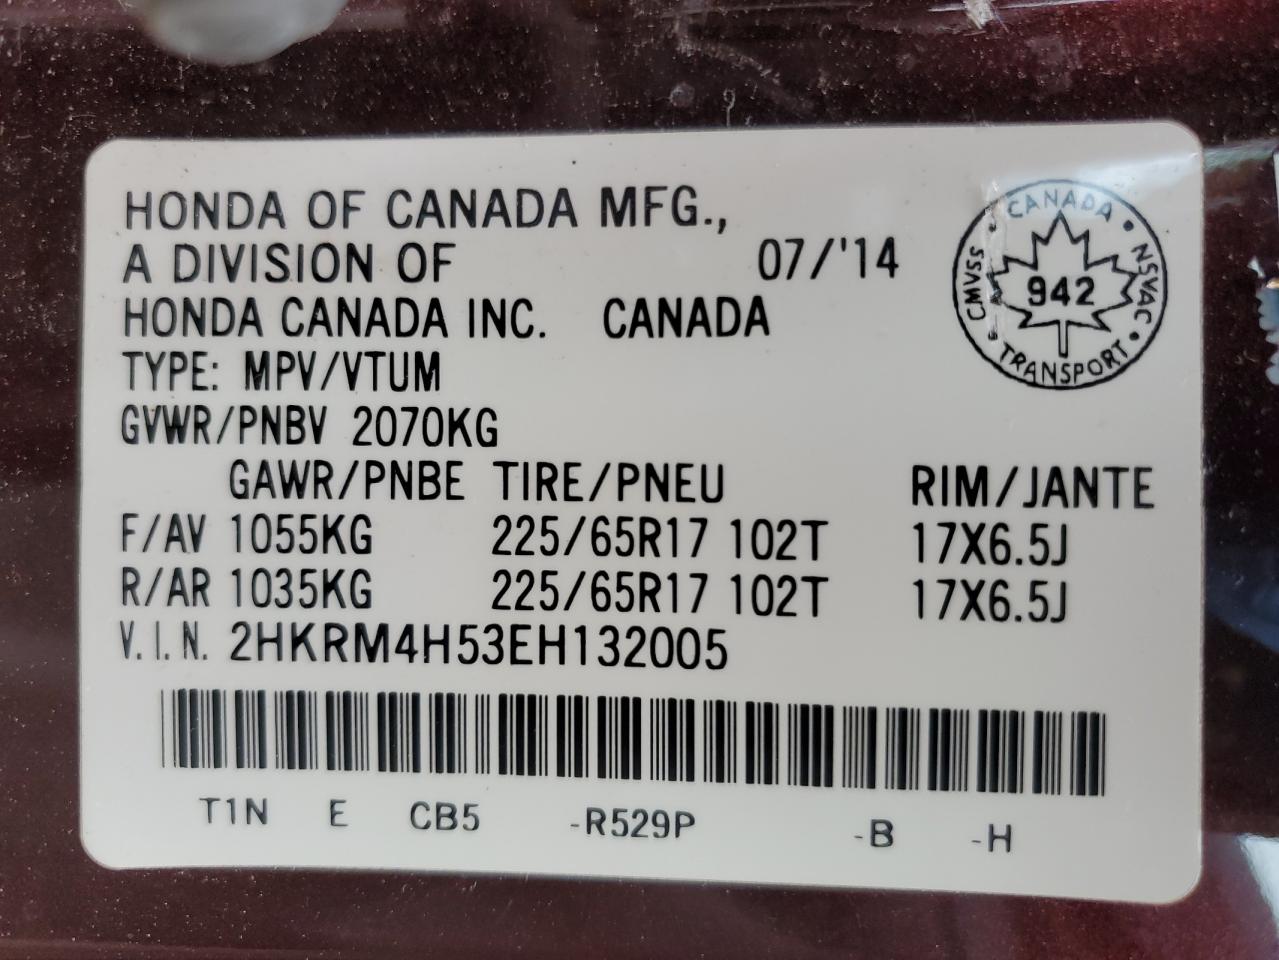 HONDA OF CANADA MFG.,
A DIVISION OF 07/'14
HONDA CANADA INC. CANADA
TYPE: MPV/VTUM
GVWR/PNBV 2070KG
GAWR/PNBE TIRE/PNEU RIM/JANTE
F/AV 1055KG 225/65R17 102T 17X6.5J
R/AR 1035KG 225/65R17 102T 17X6.5J
V.I.N. 2HKRM4H53EH132005
T1N E CB5 -R529P -B -H
CANADA
CMVSS 942 NSVAC
TRANSPORT